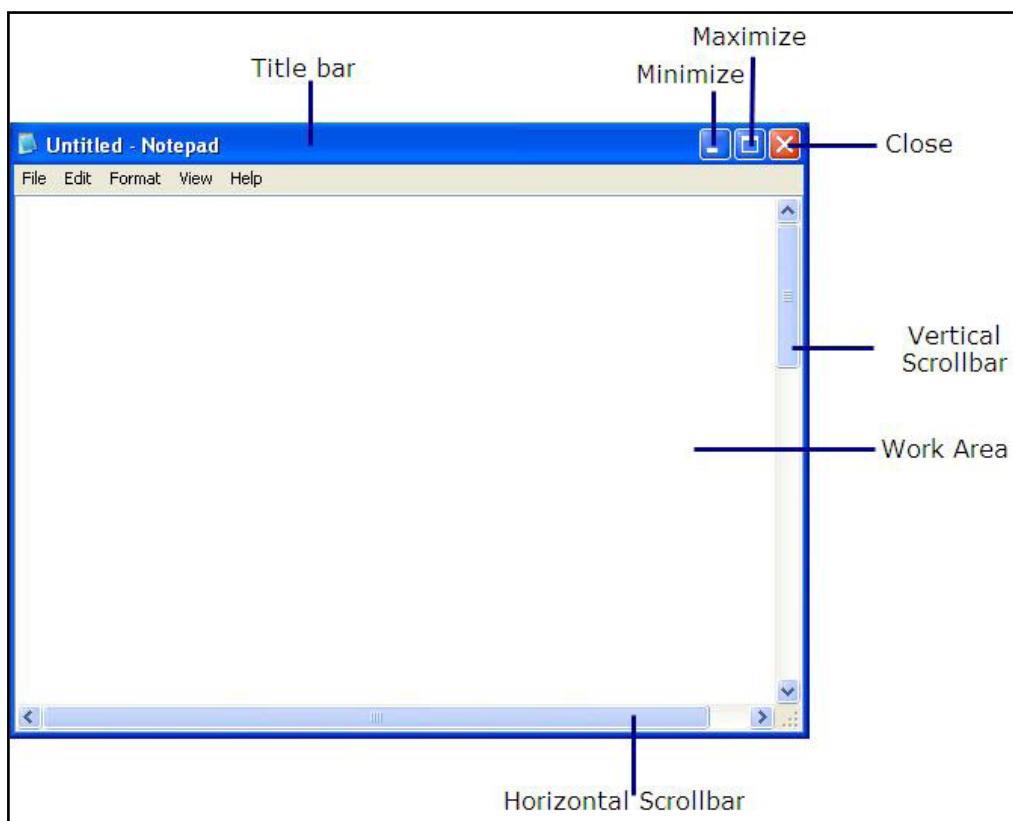 Maximize
Title bar
Minimize
Untitled - Notepad
Close
File Edit Format View Help
Vertical
Scrollbar
Work Area
Horizontal Scrollbar